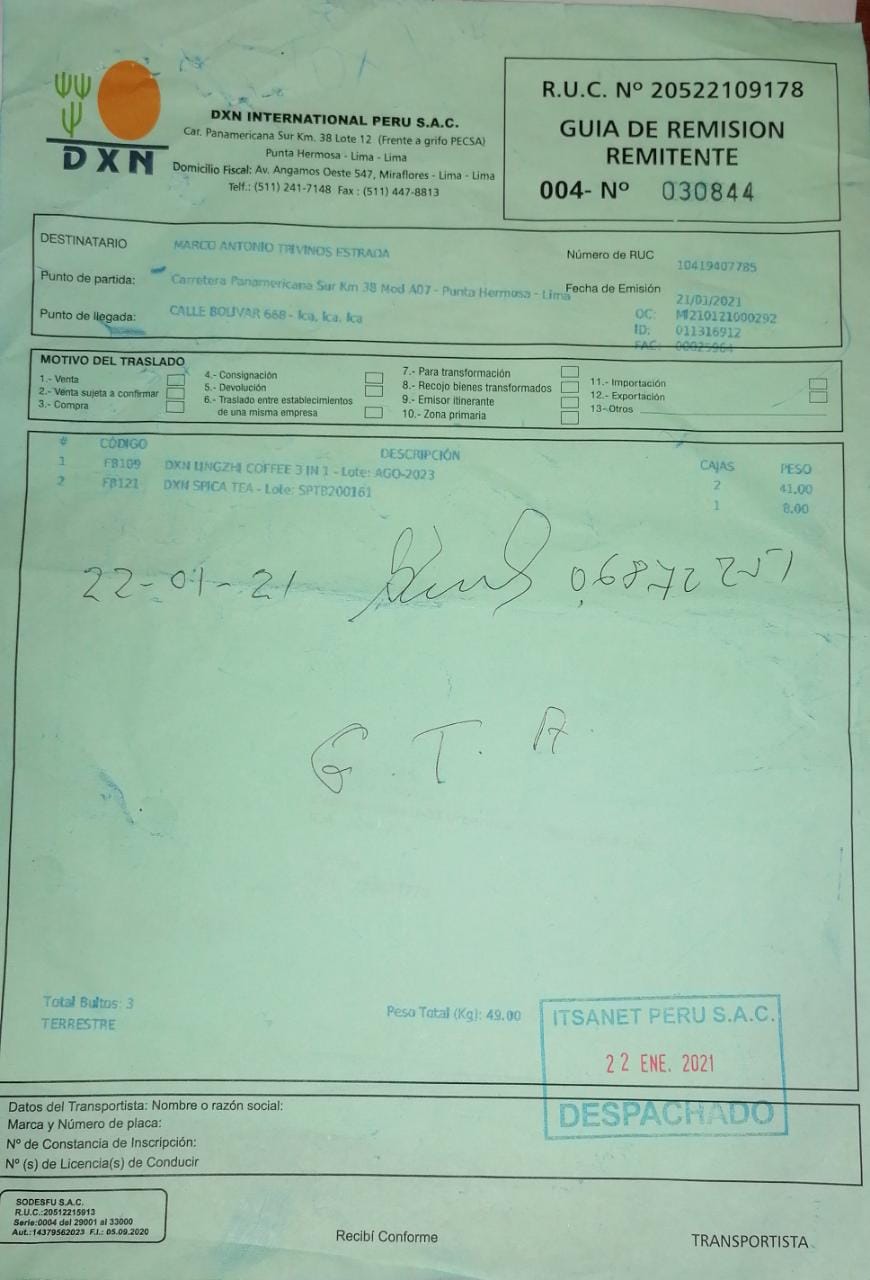 DXN
DXN INTERNATIONAL PERU S.A.C.
Car. Panamericana Sur Km. 38 Lote 12 (Frente a grifo PECSA)
Punta Hermosa - Lima - Lima
Domicilio Fiscal: Av. Angamos Oeste 547, Miraflores - Lima - Lima
Telf.: (511) 241-7148 Fax : (511) 447-8813
R.U.C. Nº 20522109178
GUIA DE REMISION
REMITENTE
004- Nº 030844
DESTINATARIO MARCO ANTONIO TRIVINOS ESTRADA
Número de RUC 10419407785
Punto de partida: Carretera Panamericana Sur Km 38 Mod A07 - Punta Hermosa - Lima
Fecha de Emisión 21/01/2021
Punto de llegada: CALLE BOLIVAR 668 - Ica, Ica, Ica
OC: MI210121000292
ID: 011316912
FAC: 00025964
MOTIVO DEL TRASLADO
1.- Venta
2.- Venta sujeta a confirmar
3.- Compra
4.- Consignación
5.- Devolución
6.- Traslado entre establecimientos
de una misma empresa
7.- Para transformación
8.- Recojo bienes transformados
9.- Emisor itinerante
10.- Zona primaria
11.- Importación
12.- Exportación
13-Otros
# CÓDIGO DESCRIPCIÓN CAJAS PESO
1 FB109 DXN LINGZHI COFFEE 3 IN 1 - Lote: AGO-2023 2 41.00
2 FB121 DXN SPICA TEA - Lote: SPTB200161 1 8.00
22-01-21
G. T. A.
Total Bultos: 3
Peso Total (Kg): 49.00
TERRESTRE
ITSANET PERU S.A.C.
22 ENE. 2021
DESPACHADO
Datos del Transportista: Nombre o razón social:
Marca y Número de placa:
Nº de Constancia de Inscripción:
Nº (s) de Licencia(s) de Conducir
SODESFU S.A.C.
R.U.C.:20512215913
Serie:0004 del 29001 al 33000
Aut.:14379562023 F.I.: 05.09.2020
Recibí Conforme
TRANSPORTISTA